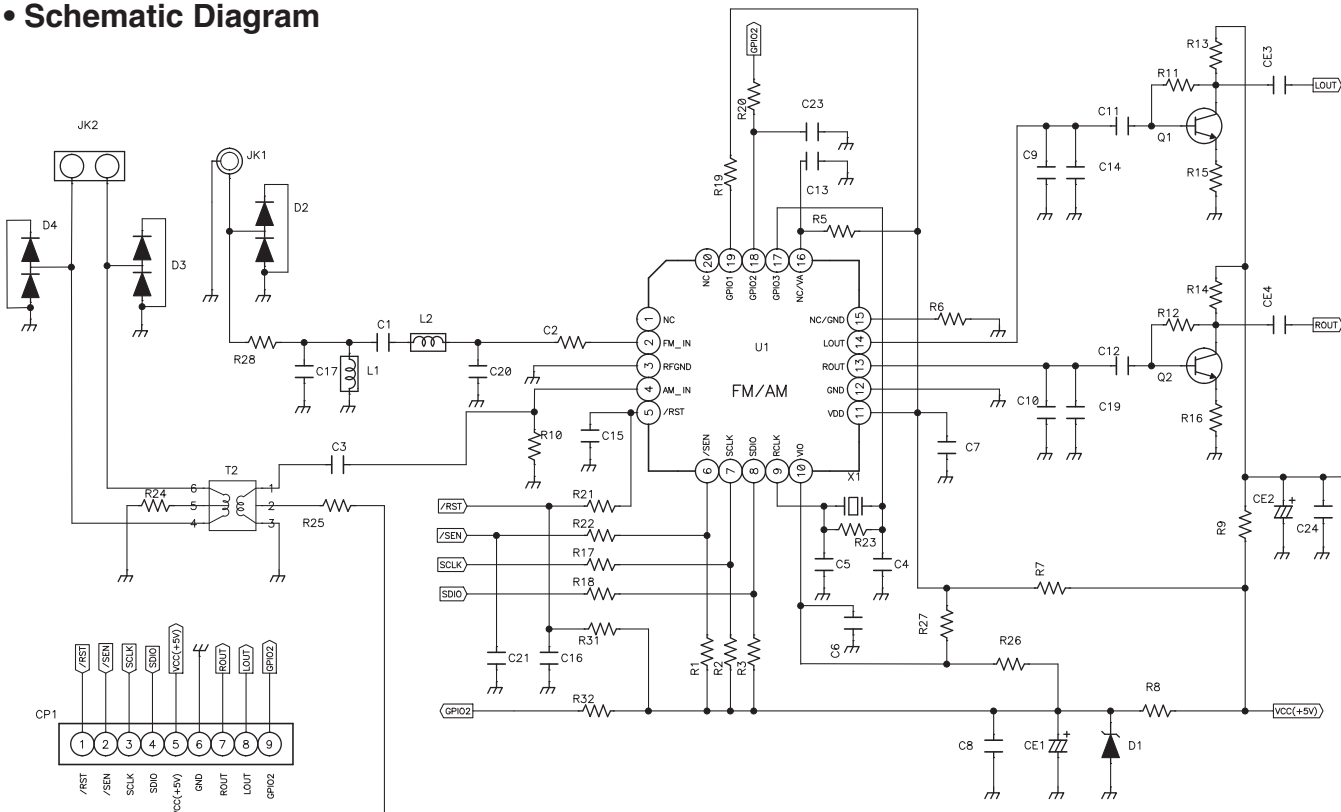 • Schematic Diagram
JK2
JK1
D4
D3
D2
R28
C17
L1
C1
L2
C20
C2
C3
R10
T2
6
5
4
1
2
3
R24
R25
GPIO2
R20
C23
C13
R19
R5
NC
20
GPIO1
19
GPIO2
18
GPIO3
17
NC/VA
16
1
NC
2
FM_IN
3
RFGND
4
AM_IN
5
/RST
U1
FM/AM
NC/GND
15
LOUT
14
ROUT
13
GND
12
VDD
11
/SEN
6
SCLK
7
SDIO
8
RCLK
9
VIO
10
R6
C15
C7
X1
R23
C5
C4
C6
/RST
R21
/SEN
R22
SCLK
R17
SDIO
R18
R31
C21
C16
R1
R2
R3
GPIO2
R32
R27
R26
R7
R8
C8
CE1
+
D1
VCC(+5V)
R9
CE2
+
C24
C9
C14
C11
R11
R13
Q1
R15
CE3
LOUT
C10
C19
C12
R12
R14
Q2
R16
CE4
ROUT
/RST
/SEN
SCLK
SDIO
VCC(+5V)
ROUT
LOUT
GPIO2
CP1
1
2
3
4
5
6
7
8
9
/RST
/SEN
SCLK
SDIO
VCC(+5V)
GND
ROUT
LOUT
GPIO2